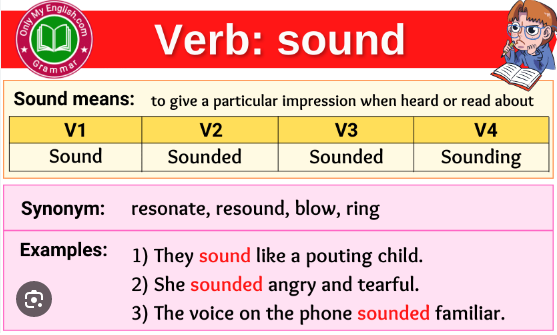 Only My English.com
Grammar
Verb: sound
Sound means: to give a particular impression when heard or read about
V1 V2 V3 V4
Sound Sounded Sounded Sounding
Synonym: resonate, resound, blow, ring
Examples: 1) They sound like a pouting child.
2) She sounded angry and tearful.
3) The voice on the phone sounded familiar.